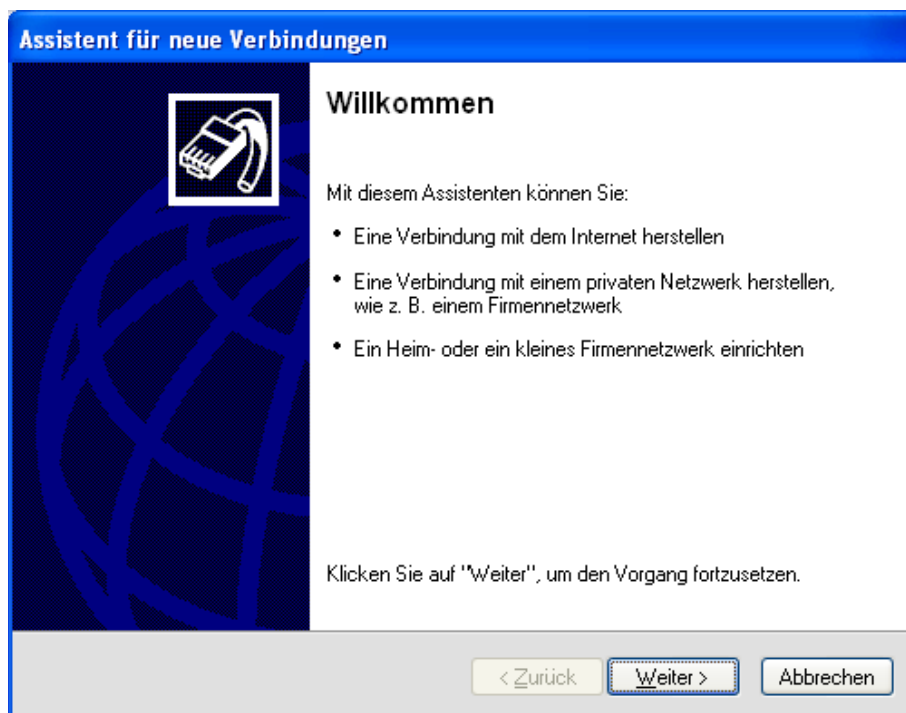 Assistent für neue Verbindungen
Willkommen
Mit diesem Assistenten können Sie:
• Eine Verbindung mit dem Internet herstellen
• Eine Verbindung mit einem privaten Netzwerk herstellen,
wie z. B. einem Firmennetzwerk
• Ein Heim- oder ein kleines Firmennetzwerk einrichten
Klicken Sie auf "Weiter", um den Vorgang fortzusetzen.
< Zurück Weiter > Abbrechen